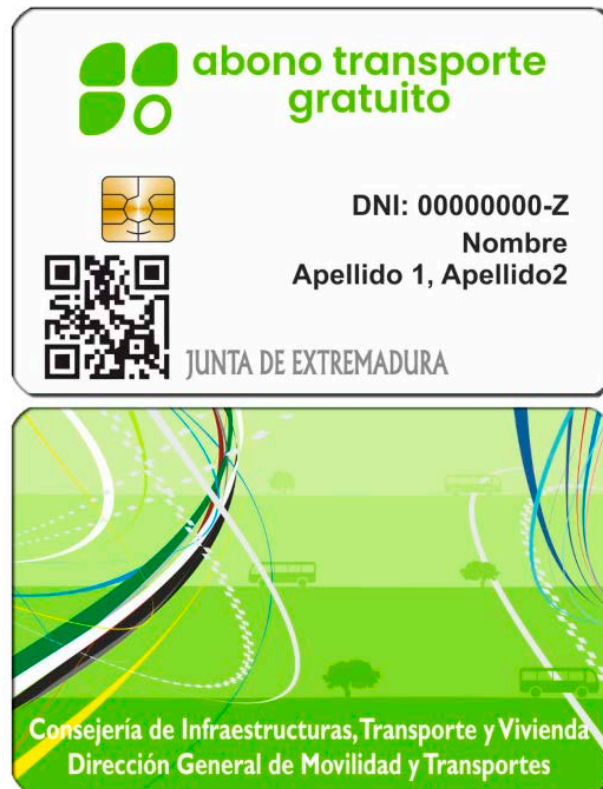 abono transporte
gratuito
DNI: 00000000-Z
Nombre
Apellido 1, Apellido2
JUNTA DE EXTREMADURA
Consejería de Infraestructuras, Transporte y Vivienda
Dirección General de Movilidad y Transportes